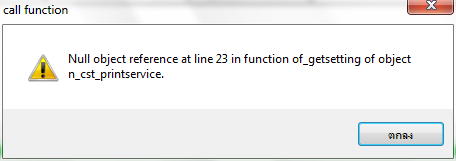 call function
Null object reference at line 23 in function of_getsetting of object
n_cst_printservice.
ตกลง